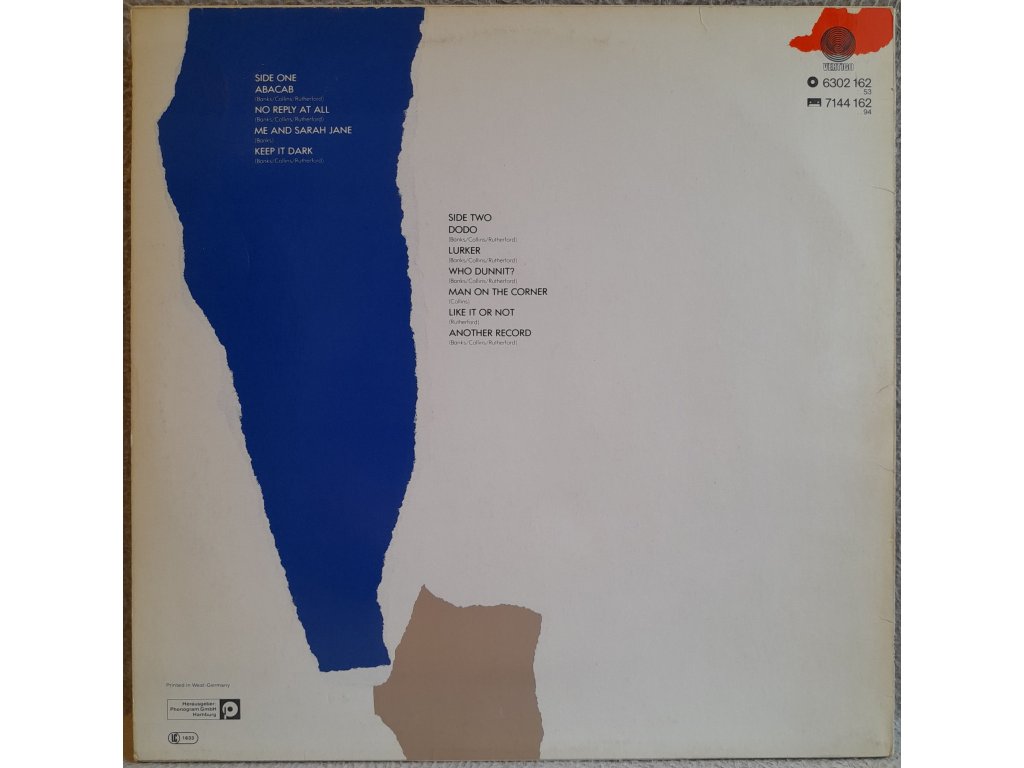 SIDE ONE
ABACAB
(Banks/Collins/Rutherford)
NO REPLY AT ALL
(Banks/Collins/Rutherford)
ME AND SARAH JANE
(Banks)
KEEP IT DARK
(Banks/Collins/Rutherford)
SIDE TWO
DODO
(Banks/Collins/Rutherford)
LURKER
(Banks/Collins/Rutherford)
WHO DUNNIT?
(Banks/Collins/Rutherford)
MAN ON THE CORNER
(Collins)
LIKE IT OR NOT
(Rutherford)
ANOTHER RECORD
(Banks/Collins/Rutherford)
VERTIGO
6302 162
53
7144 162
94
Printed in West-Germany
Herausgeber:
Phonogram GmbH
Hamburg
LC 1633